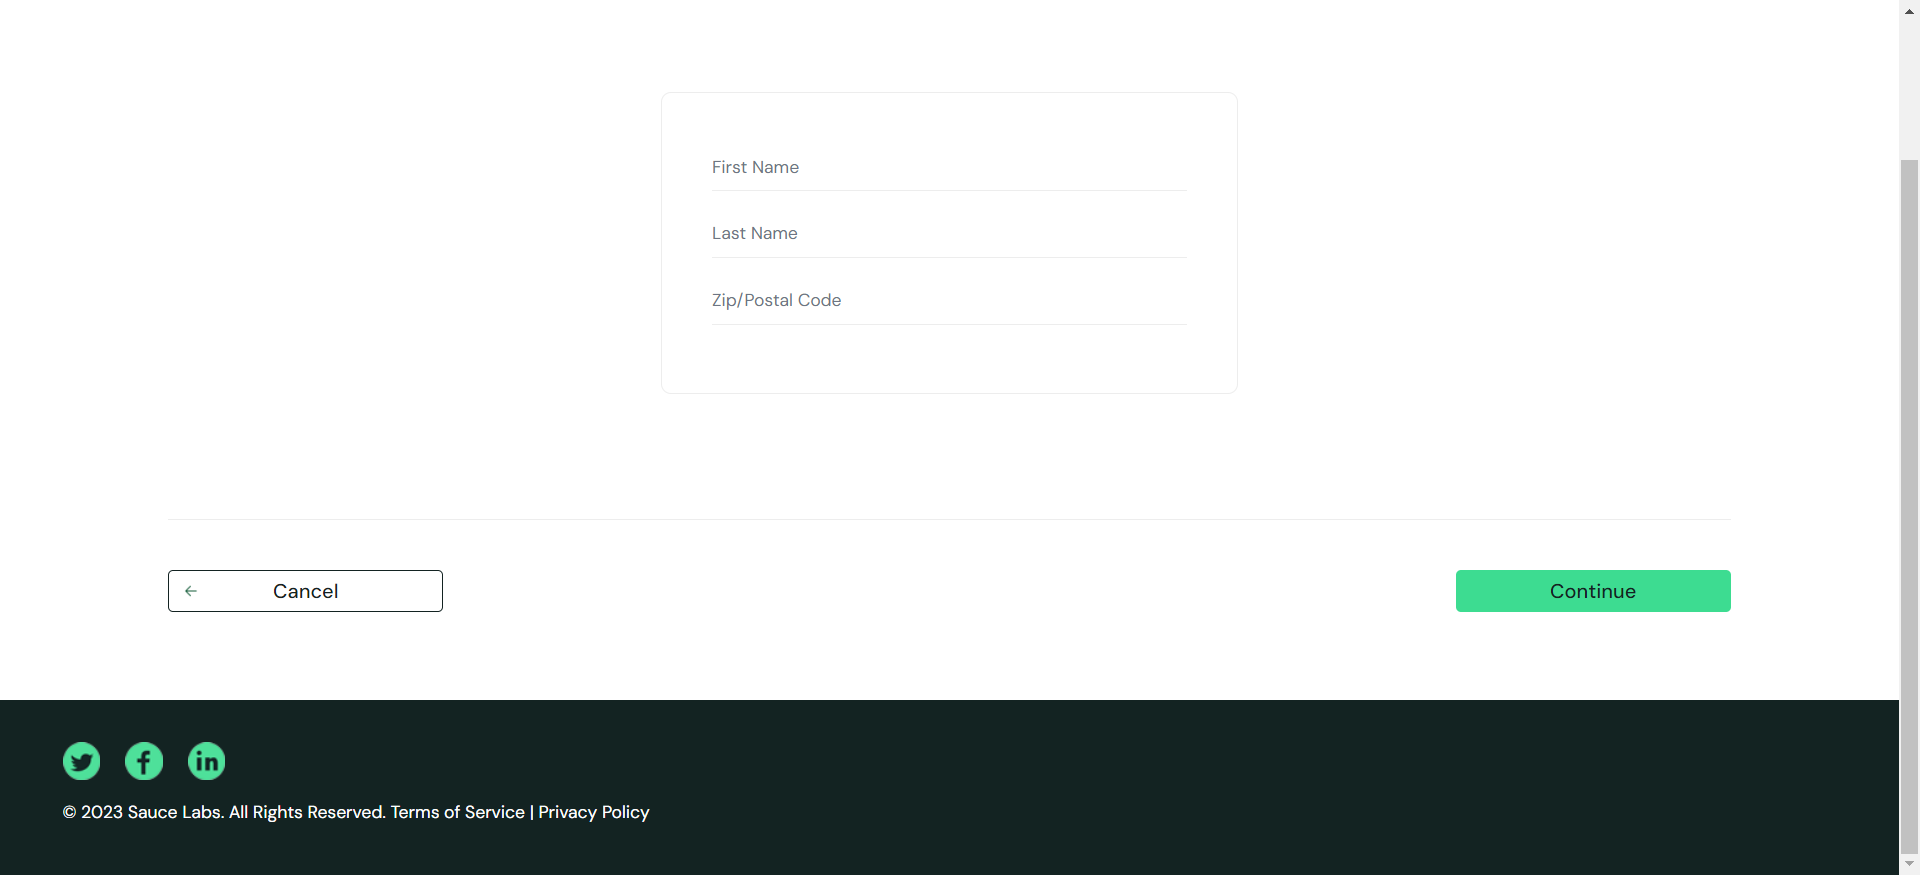 First Name
Last Name
Zip/Postal Code
Cancel
Continue
© 2023 Sauce Labs. All Rights Reserved. Terms of Service | Privacy Policy